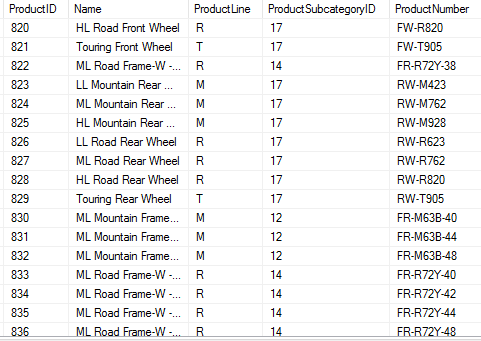 ProductID Name ProductLine ProductSubcategoryID ProductNumber
820 HL Road Front Wheel R 17 FW-R820
821 Touring Front Wheel T 17 FW-T905
822 ML Road Frame-W -... R 14 FR-R72Y-38
823 LL Mountain Rear ... M 17 RW-M423
824 ML Mountain Rear ... M 17 RW-M762
825 HL Mountain Rear ... M 17 RW-M928
826 LL Road Rear Wheel R 17 RW-R623
827 ML Road Rear Wheel R 17 RW-R762
828 HL Road Rear Wheel R 17 RW-R820
829 Touring Rear Wheel T 17 RW-T905
830 ML Mountain Frame... M 12 FR-M63B-40
831 ML Mountain Frame... M 12 FR-M63B-44
832 ML Mountain Frame... M 12 FR-M63B-48
833 ML Road Frame-W -... R 14 FR-R72Y-40
834 ML Road Frame-W -... R 14 FR-R72Y-42
835 ML Road Frame-W -... R 14 FR-R72Y-44
836 ML Road Frame-W -... R 14 FR-R72Y-48